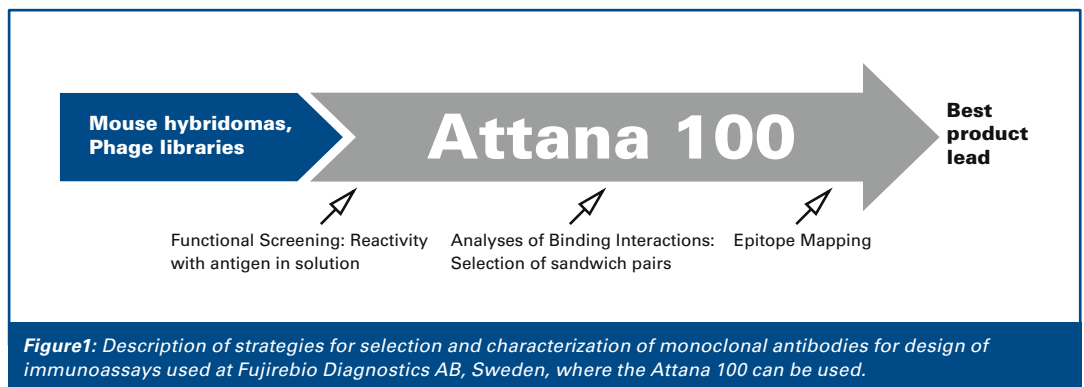 Mouse hybridomas,
Phage libraries
Attana 100
Best
product
lead
Functional Screening: Reactivity
with antigen in solution
Analyses of Binding Interactions:
Selection of sandwich pairs
Epitope Mapping
Figure1: Description of strategies for selection and characterization of monoclonal antibodies for design of
immunoassays used at Fujirebio Diagnostics AB, Sweden, where the Attana 100 can be used.